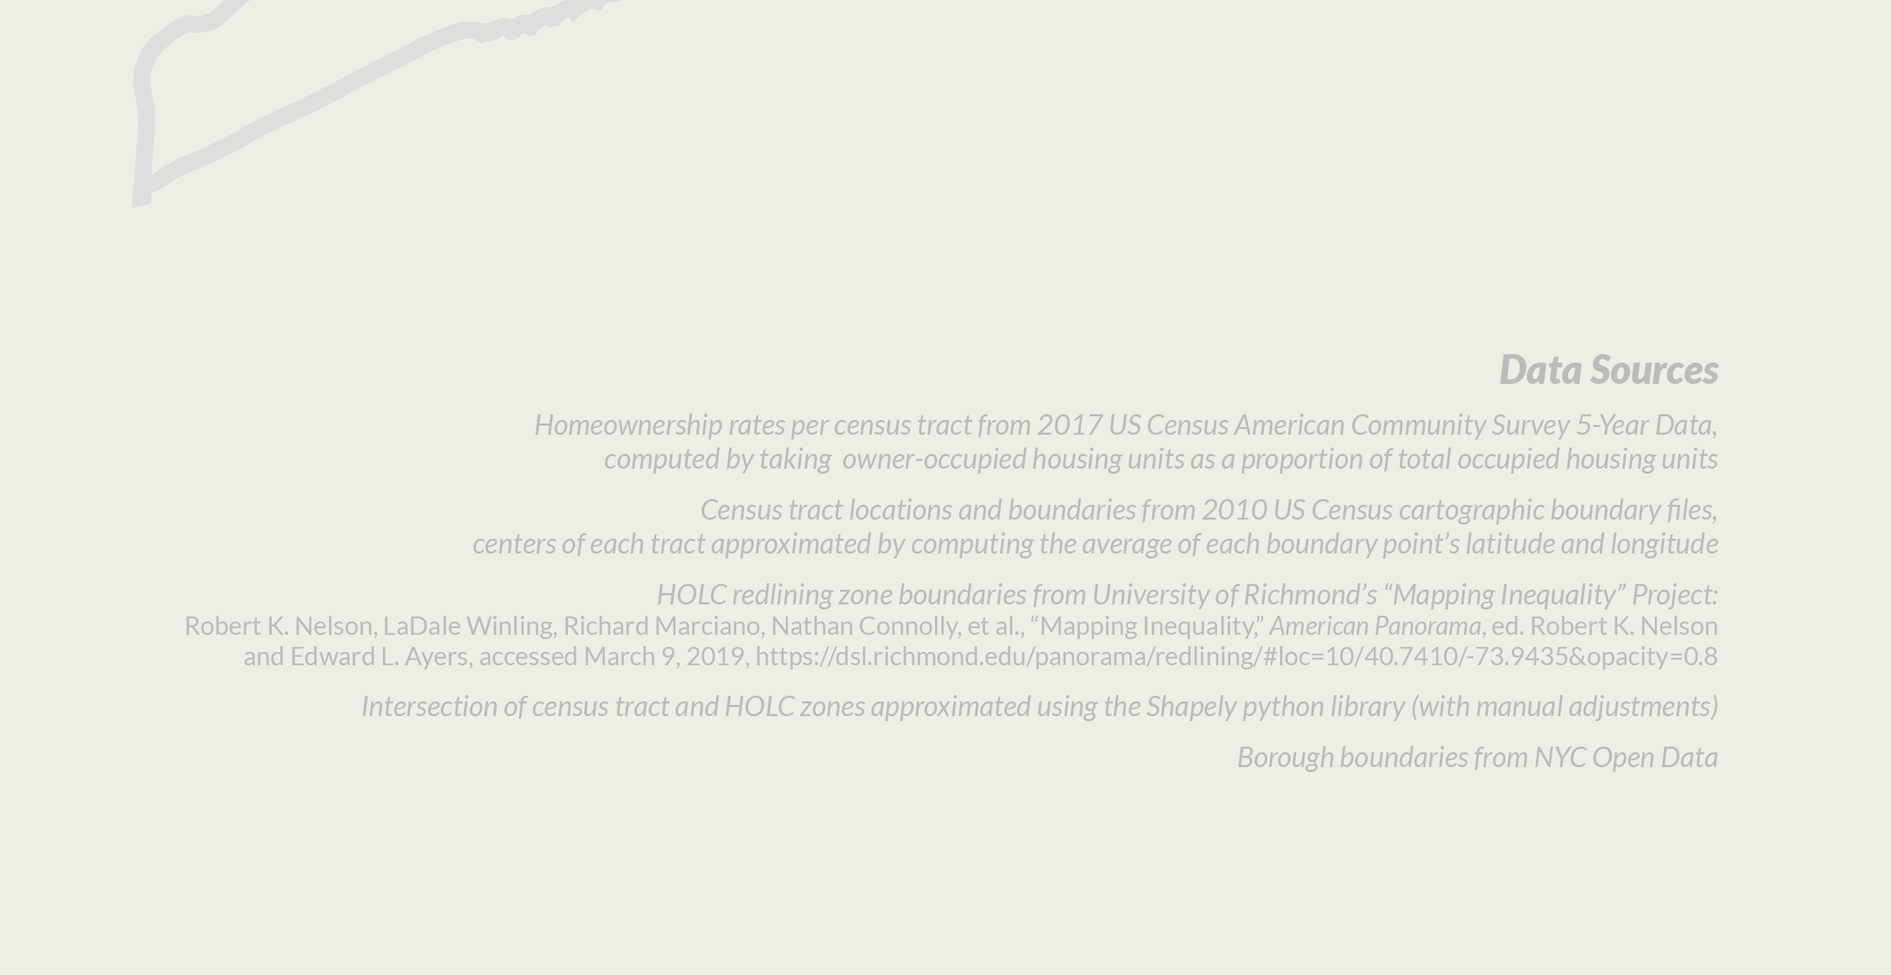 Data Sources
Homeownership rates per census tract from 2017 US Census American Community Survey 5-Year Data,
computed by taking  owner-occupied housing units as a proportion of total occupied housing units
Census tract locations and boundaries from 2010 US Census cartographic boundary files,
centers of each tract approximated by computing the average of each boundary point’s latitude and longitude
HOLC redlining zone boundaries from University of Richmond’s “Mapping Inequality” Project:
Robert K. Nelson, LaDale Winling, Richard Marciano, Nathan Connolly, et al., “Mapping Inequality,” American Panorama, ed. Robert K. Nelson
and Edward L. Ayers, accessed March 9, 2019, https://dsl.richmond.edu/panorama/redlining/#loc=10/40.7410/-73.9435&opacity=0.8
Intersection of census tract and HOLC zones approximated using the Shapely python library (with manual adjustments)
Borough boundaries from NYC Open Data